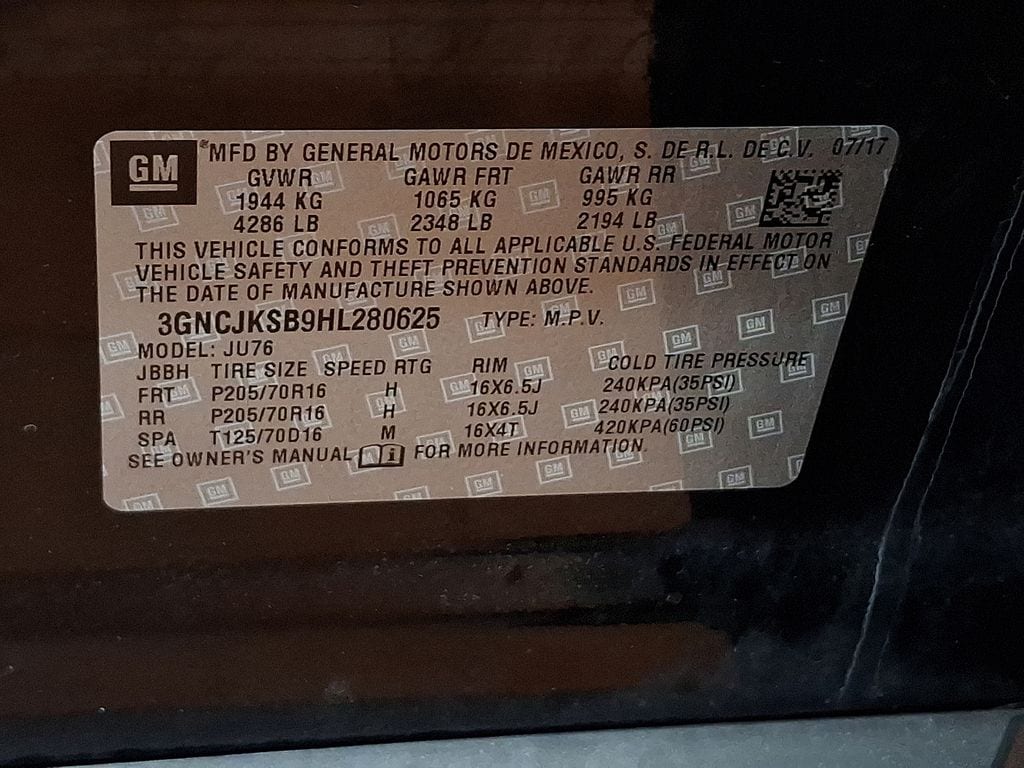 GM
®MFD BY GENERAL MOTORS DE MEXICO, S. DE R.L. DE C.V. 07/17
GVWR GAWR FRT GAWR RR
1944 KG 1065 KG 995 KG
4286 LB 2348 LB 2194 LB
THIS VEHICLE CONFORMS TO ALL APPLICABLE U.S. FEDERAL MOTOR
VEHICLE SAFETY AND THEFT PREVENTION STANDARDS IN EFFECT ON
THE DATE OF MANUFACTURE SHOWN ABOVE.
3GNCJKSB9HL280625 TYPE: M.P.V.
MODEL: JU76
JBBH TIRE SIZE SPEED RTG RIM COLD TIRE PRESSURE
FRT P205/70R16 H 16X6.5J 240KPA(35PSI)
RR P205/70R16 H 16X6.5J 240KPA(35PSI)
SPA T125/70D16 M 16X4T 420KPA(60PSI)
SEE OWNER'S MANUAL i FOR MORE INFORMATION.